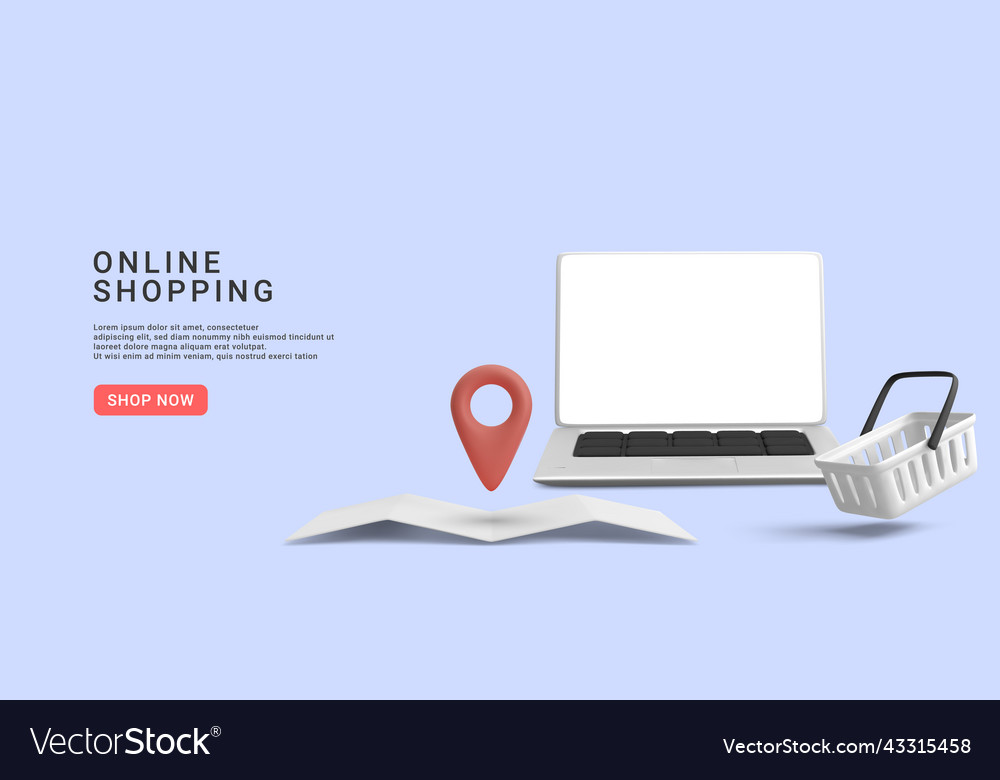 ONLINE
SHOPPING
Lorem ipsum dolor sit amet, consectetuer
adipiscing elit, sed diam nonummy nibh euismod tincidunt ut
laoreet dolore magna aliquam erat volutpat.
Ut wisi enim ad minim veniam, quis nostrud exerci tation
SHOP NOW
VectorStock®
VectorStock.com/43315458